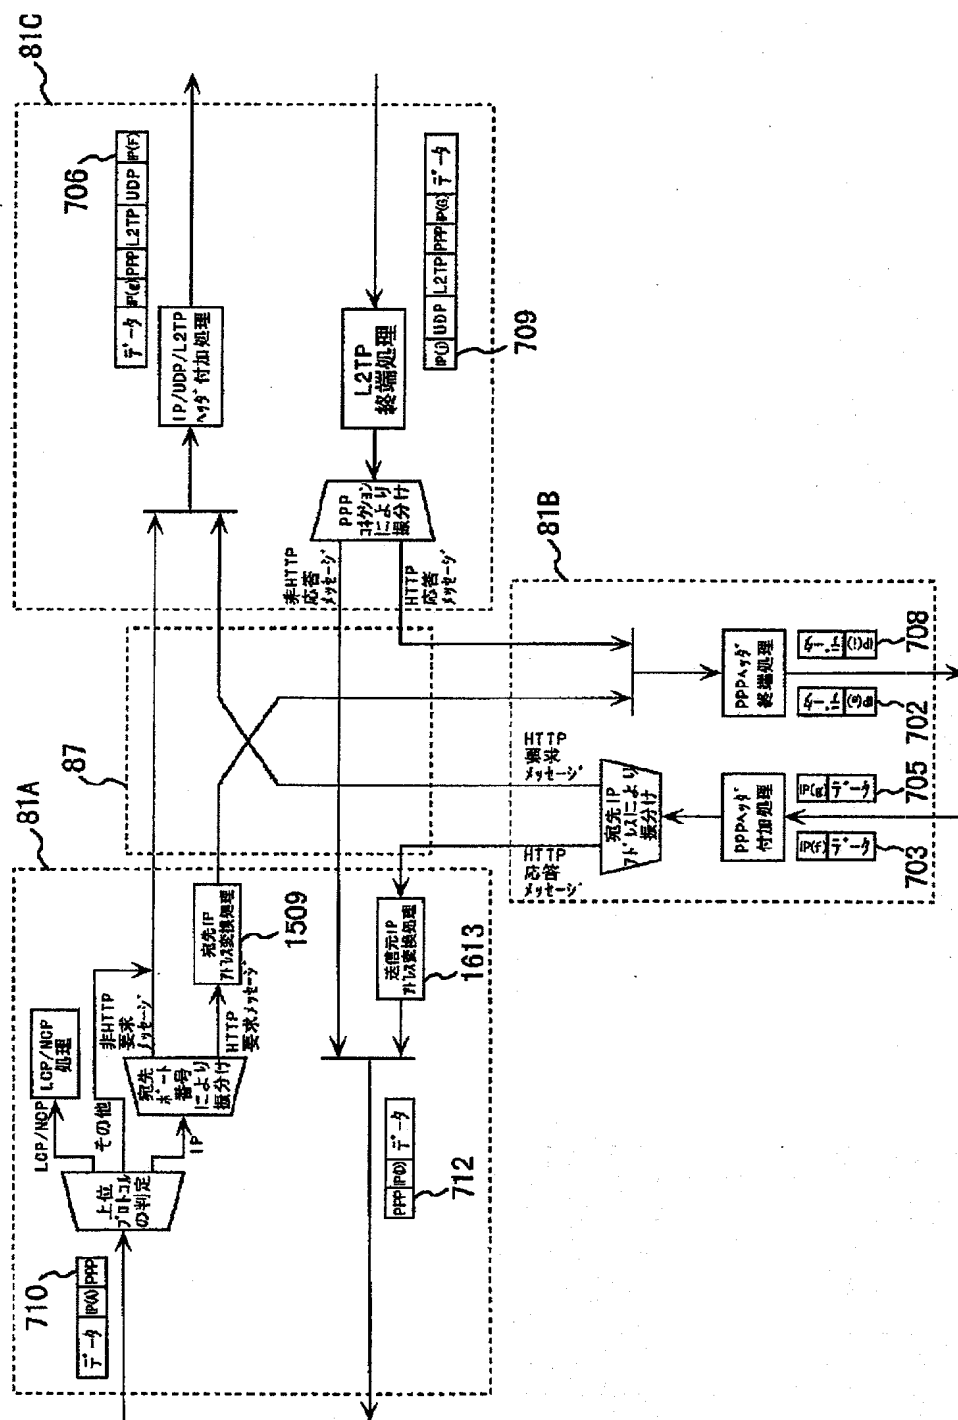 81A
710
データ IP(A) PPP
上位
プロトコル
の判定
LCP/NCP
LCP/NCP
処理
その他
IP
宛先
ポート
番号
により
振分け
非HTTP
要求
メッセージ
HTTP
要求メッセージ
宛先IP
アドレス変換処理
1509
送信元IP
アドレス変換処理
1613
PPP IP(D) データ
712
87
81C
706
データ IP(g) PPP L2TP UDP IP(F)
IP/UDP/L2TP
ヘッダ付加処理
L2TP
終端処理
IP(j) UDP L2TP PPP IP(G) データ
709
PPP
コネクション
により
振分け
非HTTP
応答
メッセージ
HTTP
応答
メッセージ
81B
HTTP
要求
メッセージ
HTTP
応答
メッセージ
宛先IP
アドレスにより
振分け
PPPヘッダ
付加処理
PPPヘッダ
終端処理
IP(f) データ
703
IP(g) データ
705
データ
702
データ IP(i)
708